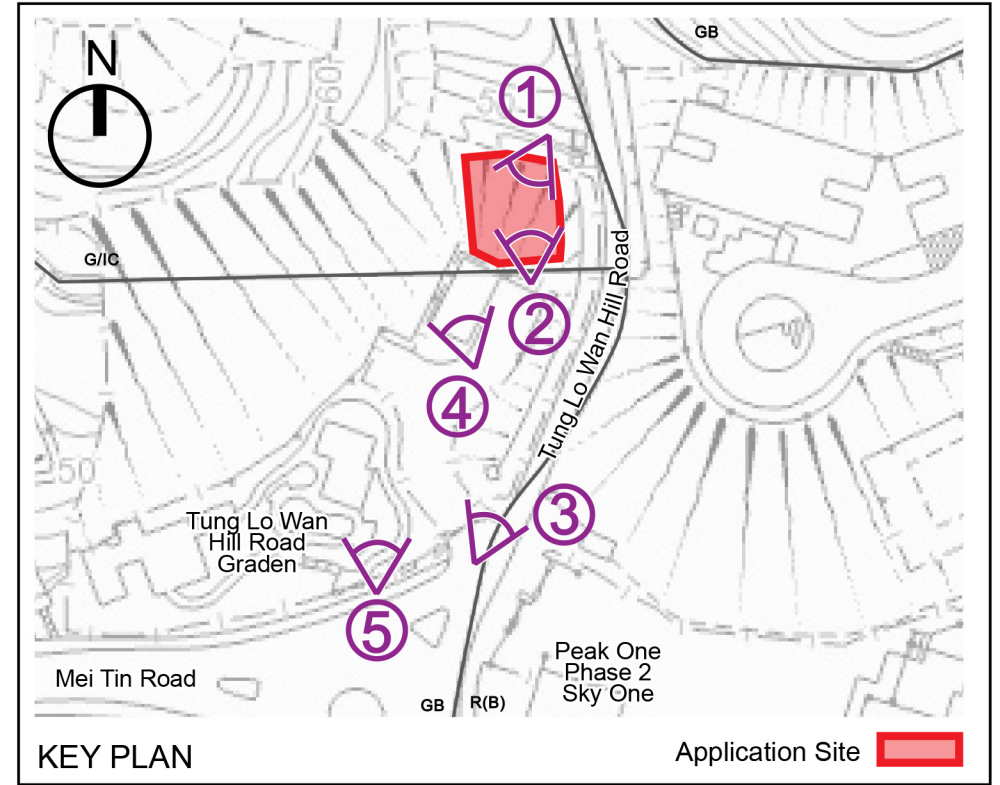 N
GB
60
1
G/IC
2
Tung Lo Wan Hill Road
4
250
3
Tung Lo Wan
Hill Road
Graden
5
Peak One
Phase 2
Sky One
Mei Tin Road
GB
R(B)
KEY PLAN
Application Site